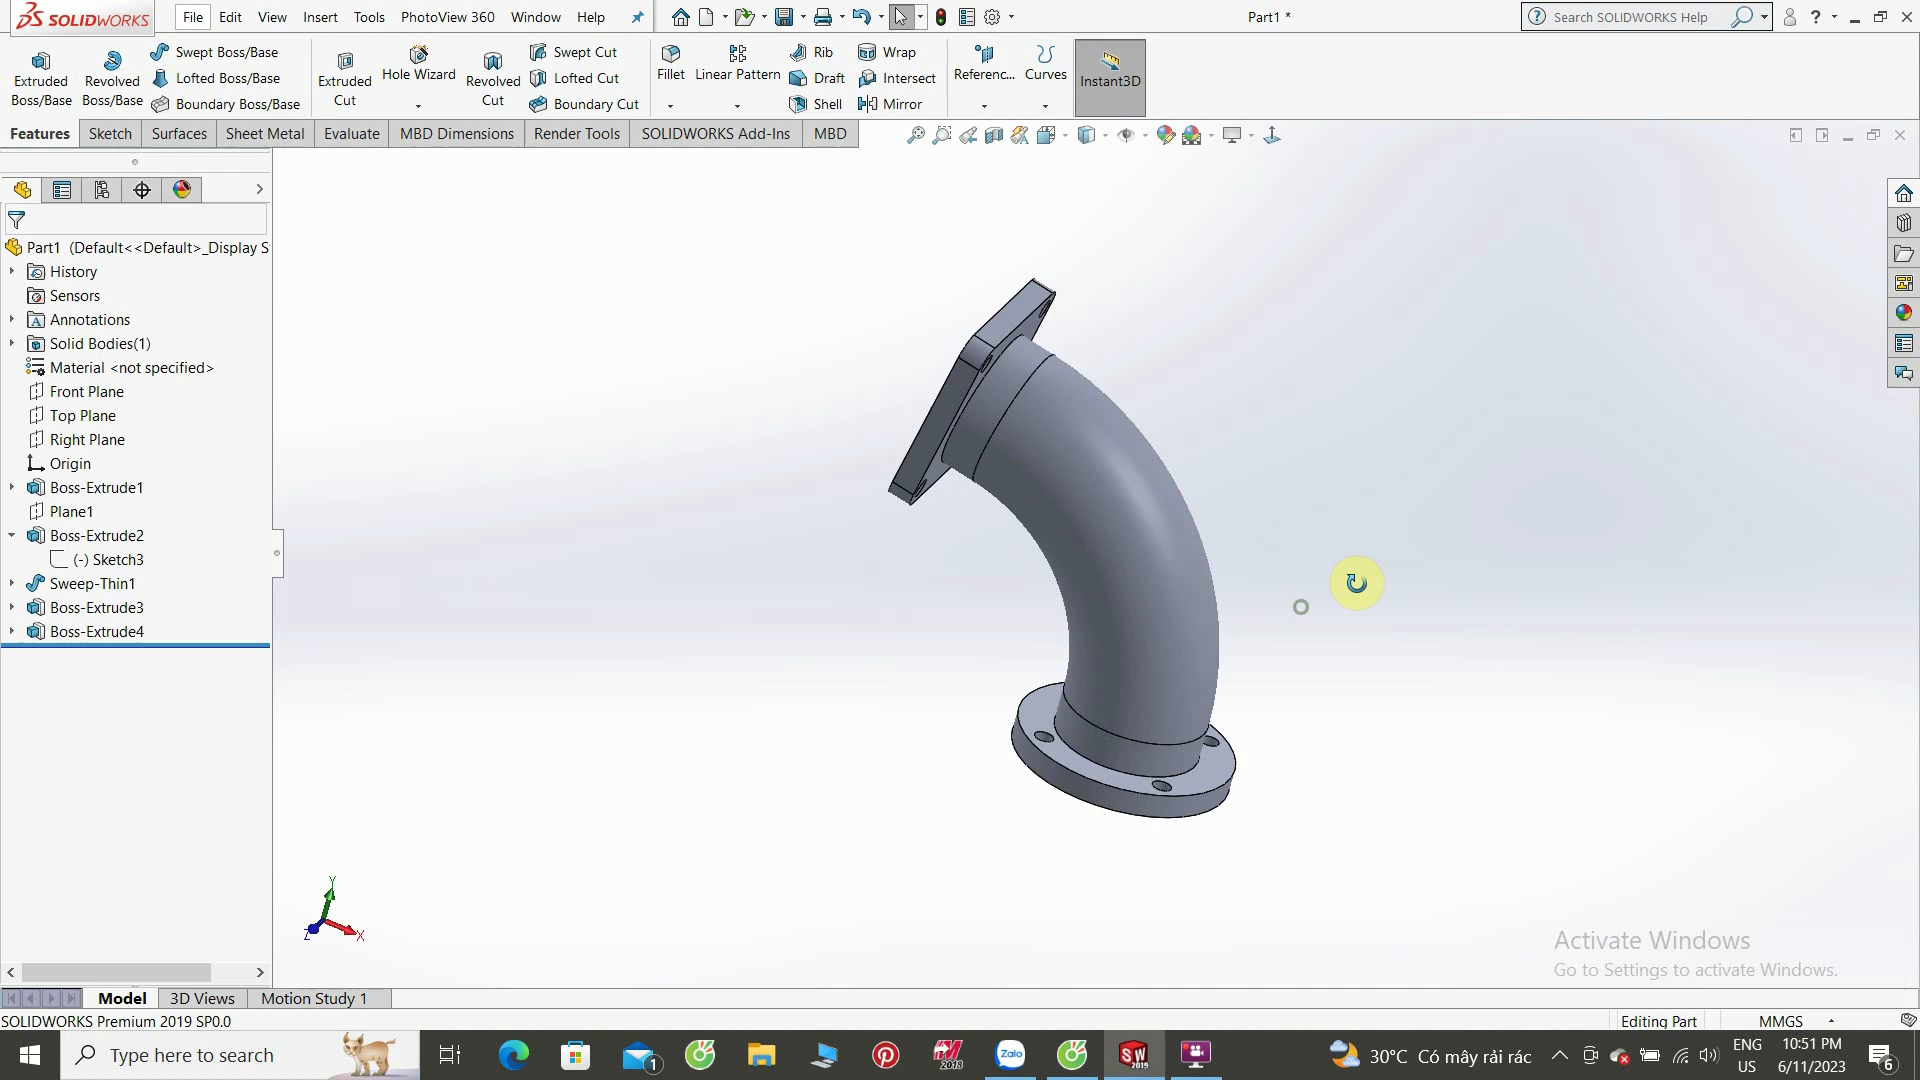 SOLIDWORKS File Edit View Insert Tools PhotoView 360 Window Help Part1 * Search SOLIDWORKS Help
Extruded Boss/Base
Revolved Boss/Base
Swept Boss/Base
Lofted Boss/Base
Boundary Boss/Base
Extruded Cut
Hole Wizard
Revolved Cut
Swept Cut
Lofted Cut
Boundary Cut
Fillet
Linear Pattern
Rib
Draft
Shell
Wrap
Intersect
Mirror
Referenc...
Curves
Instant3D
Features Sketch Surfaces Sheet Metal Evaluate MBD Dimensions Render Tools SOLIDWORKS Add-Ins MBD
Part1 (Default<<Default>_Display S
History
Sensors
Annotations
Solid Bodies(1)
Material <not specified>
Front Plane
Top Plane
Right Plane
Origin
Boss-Extrude1
Plane1
Boss-Extrude2
(-) Sketch3
Sweep-Thin1
Boss-Extrude3
Boss-Extrude4
Y
X
Z
Activate Windows
Go to Settings to activate Windows.
Model 3D Views Motion Study 1
SOLIDWORKS Premium 2019 SP0.0 Editing Part MMGS
Type here to search 1 2018 Zalo SW 2019 30°C Có mây rải rác ENG US 10:51 PM 6/11/2023 6